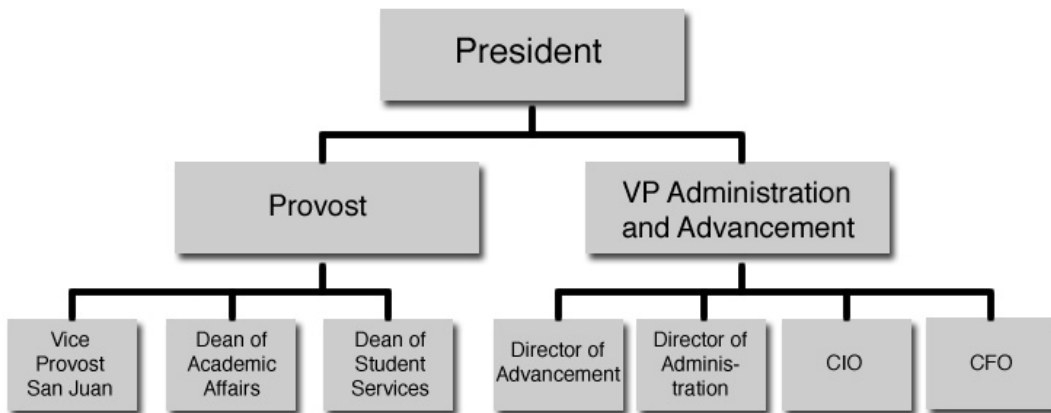 President
Provost
VP Administration
and Advancement
Vice
Provost
San Juan
Dean of
Academic
Affairs
Dean of
Student
Services
Director of
Advancement
Director of
Adminis-
tration
CIO
CFO